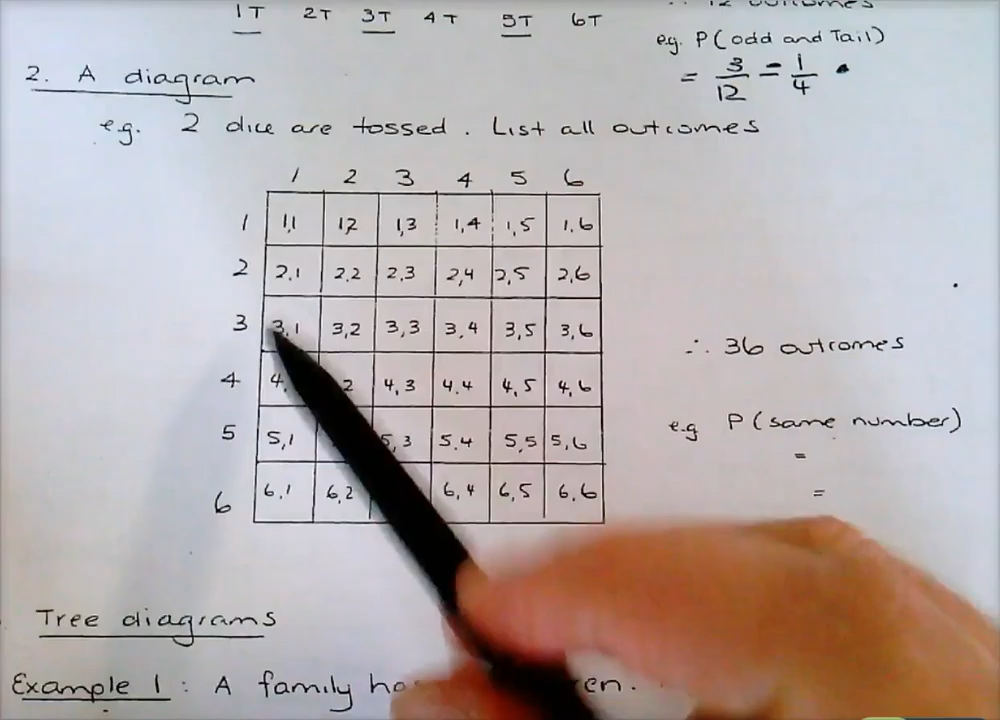 1T 2T 3T 4T 5T 6T
∴ 12 outcomes
e.g. P(odd and Tail)
= 3/12 = 1/4
2. A diagram
e.g. 2 dice are tossed. List all outcomes
1 2 3 4 5 6
1 1,1 1,2 1,3 1,4 1,5 1,6
2 2,1 2,2 2,3 2,4 2,5 2,6
3 3,1 3,2 3,3 3,4 3,5 3,6
4 4, 2 4,3 4,4 4,5 4,6
5 5,1 5,3 5,4 5,5 5,6
6 6,1 6,2 6,4 6,5 6,6
∴ 36 outcomes
e.g P(same number)
=
=
Tree diagrams
Example 1: A family